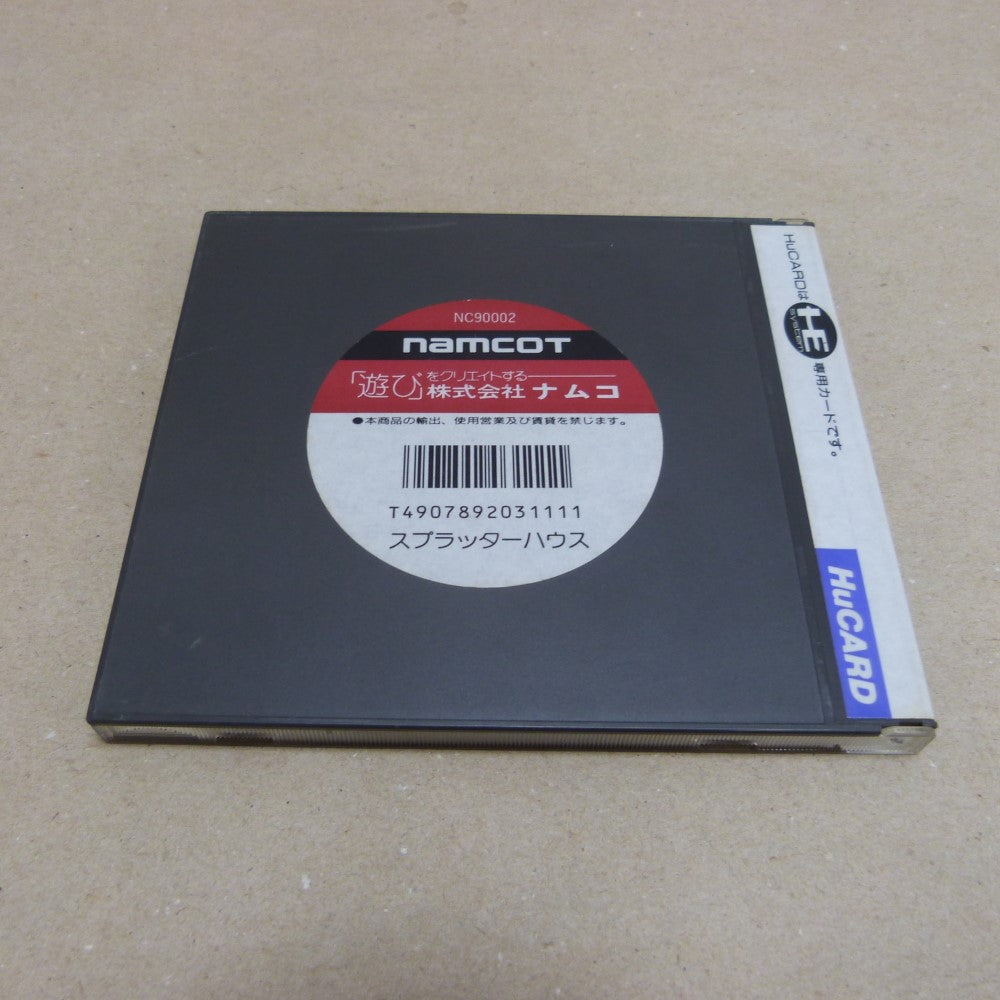 NC90002
namcot
「遊び」をクリエイトする
株式会社ナムコ
●本商品の輸出、使用営業及び賃貸を禁じます。
T4907892031111
スプラッターハウス
HuCARDは HE system 専用カードです。
HuCARD